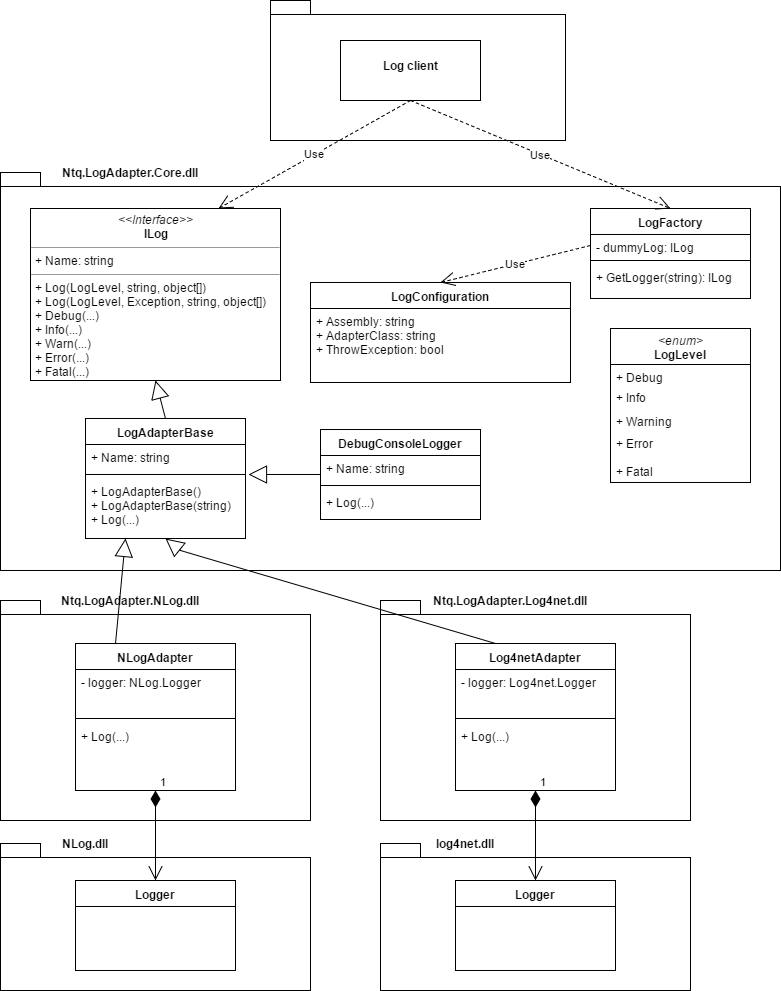 Log client
Use
Use
Ntq.LogAdapter.Core.dll
<<Interface>>
ILog
+ Name: string
+ Log(LogLevel, string, object[])
+ Log(LogLevel, Exception, string, object[])
+ Debug(...)
+ Info(...)
+ Warn(...)
+ Error(...)
+ Fatal(...)
LogFactory
- dummyLog: ILog
+ GetLogger(string): ILog
Use
LogConfiguration
+ Assembly: string
+ AdapterClass: string
+ ThrowException: bool
<enum>
LogLevel
+ Debug
+ Info
+ Warning
+ Error
+ Fatal
LogAdapterBase
+ Name: string
+ LogAdapterBase()
+ LogAdapterBase(string)
+ Log(...)
DebugConsoleLogger
+ Name: string
+ Log(...)
Ntq.LogAdapter.NLog.dll
NLogAdapter
- logger: NLog.Logger
+ Log(...)
1
Ntq.LogAdapter.Log4net.dll
Log4netAdapter
- logger: Log4net.Logger
+ Log(...)
1
NLog.dll
Logger
log4net.dll
Logger